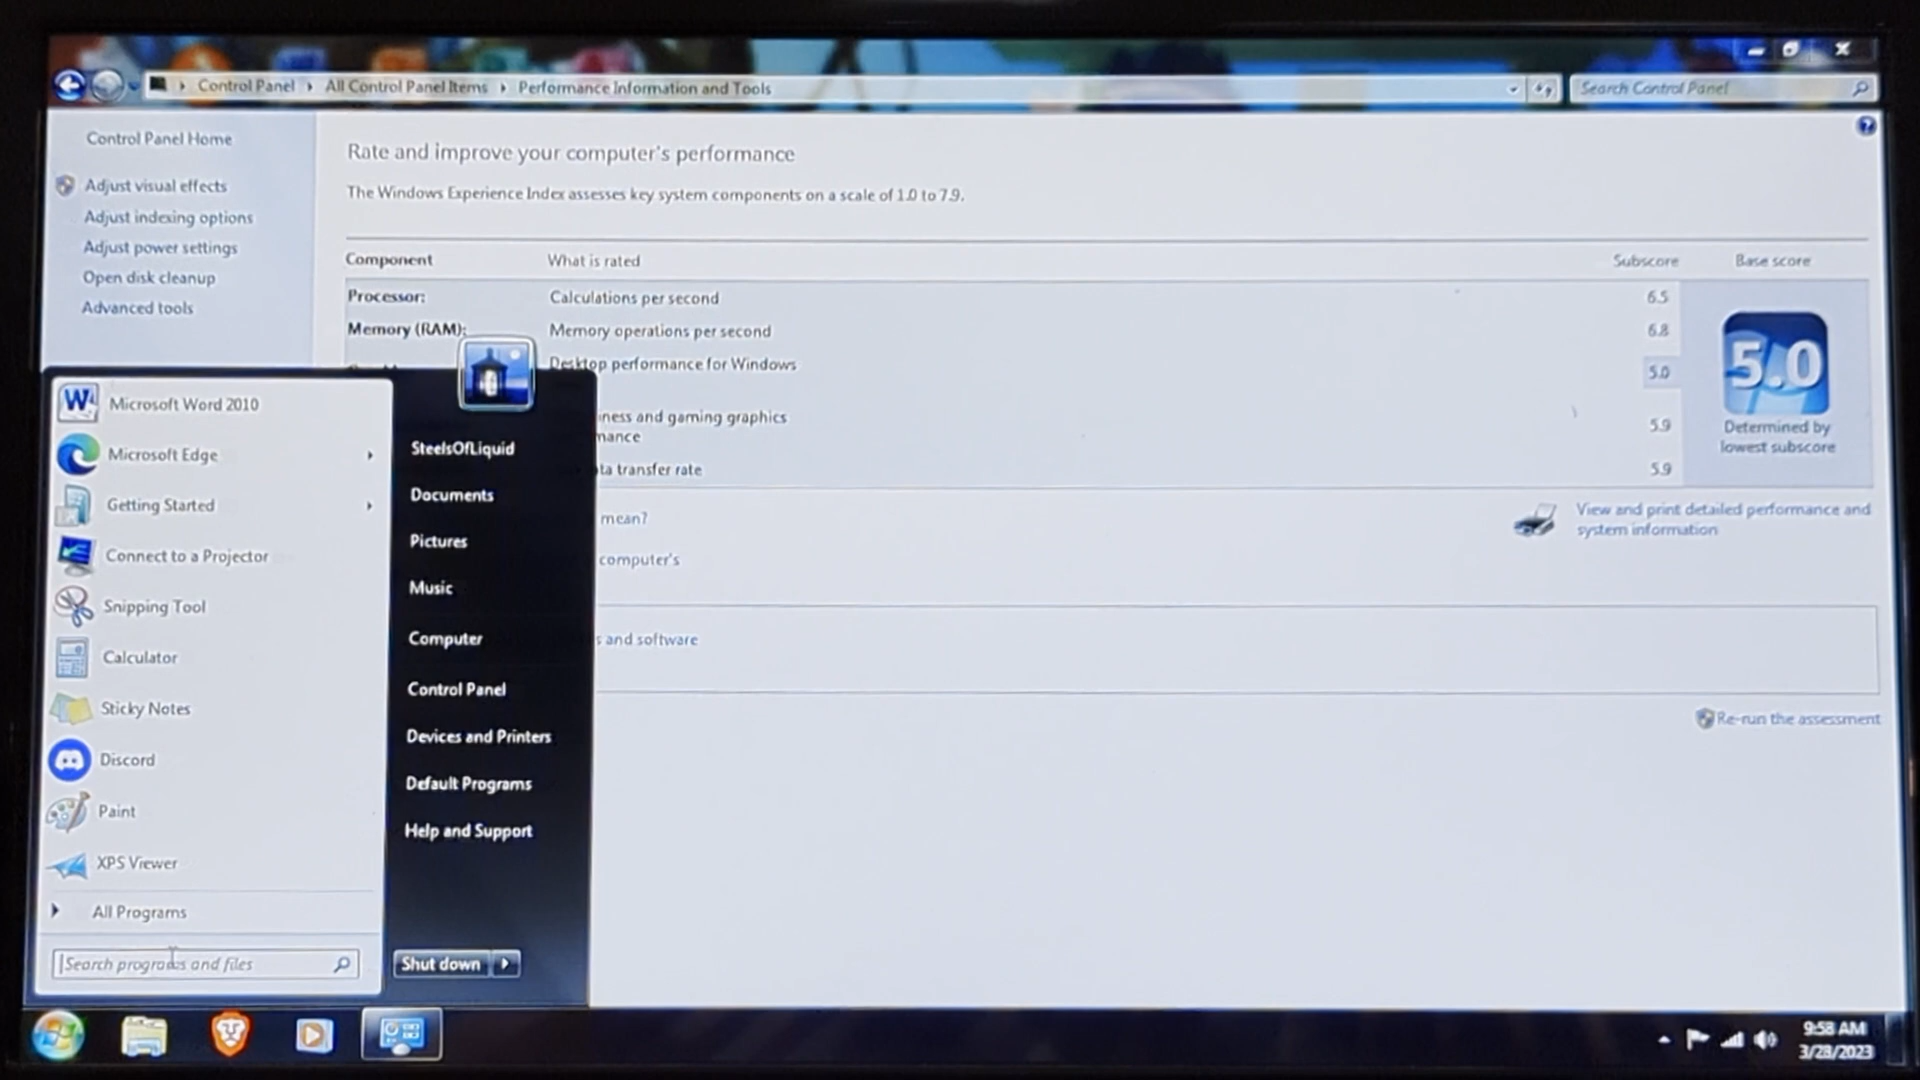 Control Panel All Control Panel Items Performance Information and Tools
Search Control Panel
Control Panel Home
Adjust visual effects
Adjust indexing options
Adjust power settings
Open disk cleanup
Advanced tools
Rate and improve your computer's performance
The Windows Experience Index assesses key system components on a scale of 1.0 to 7.9.
Component What is rated Subscore Base score
Processor: Calculations per second 6.5
Memory (RAM): Memory operations per second 6.8
Desktop performance for Windows 5.0
iness and gaming graphics
mance 5.9
ta transfer rate 5.9
5.0
Determined by
lowest subscore
mean?
computer's
s and software
View and print detailed performance and
system information
Re-run the assessment
Microsoft Word 2010
Microsoft Edge
Getting Started
Connect to a Projector
Snipping Tool
Calculator
Sticky Notes
Discord
Paint
XPS Viewer
All Programs
Search programs and files
SteelsOfLiquid
Documents
Pictures
Music
Computer
Control Panel
Devices and Printers
Default Programs
Help and Support
Shut down
9:58 AM
3/28/2023